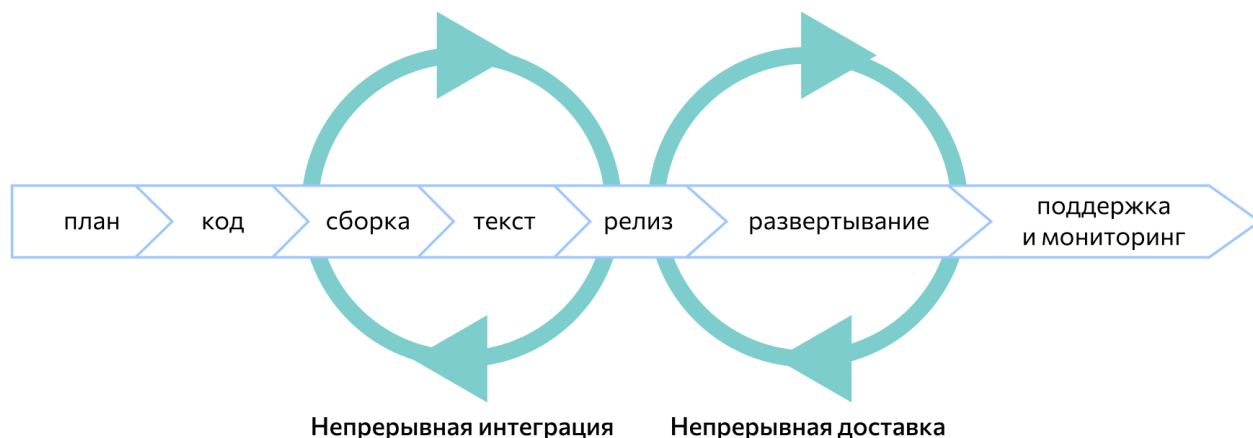 план
код
сборка
текст
релиз
развертывание
поддержка
и мониторинг
Непрерывная интеграция
Непрерывная доставка